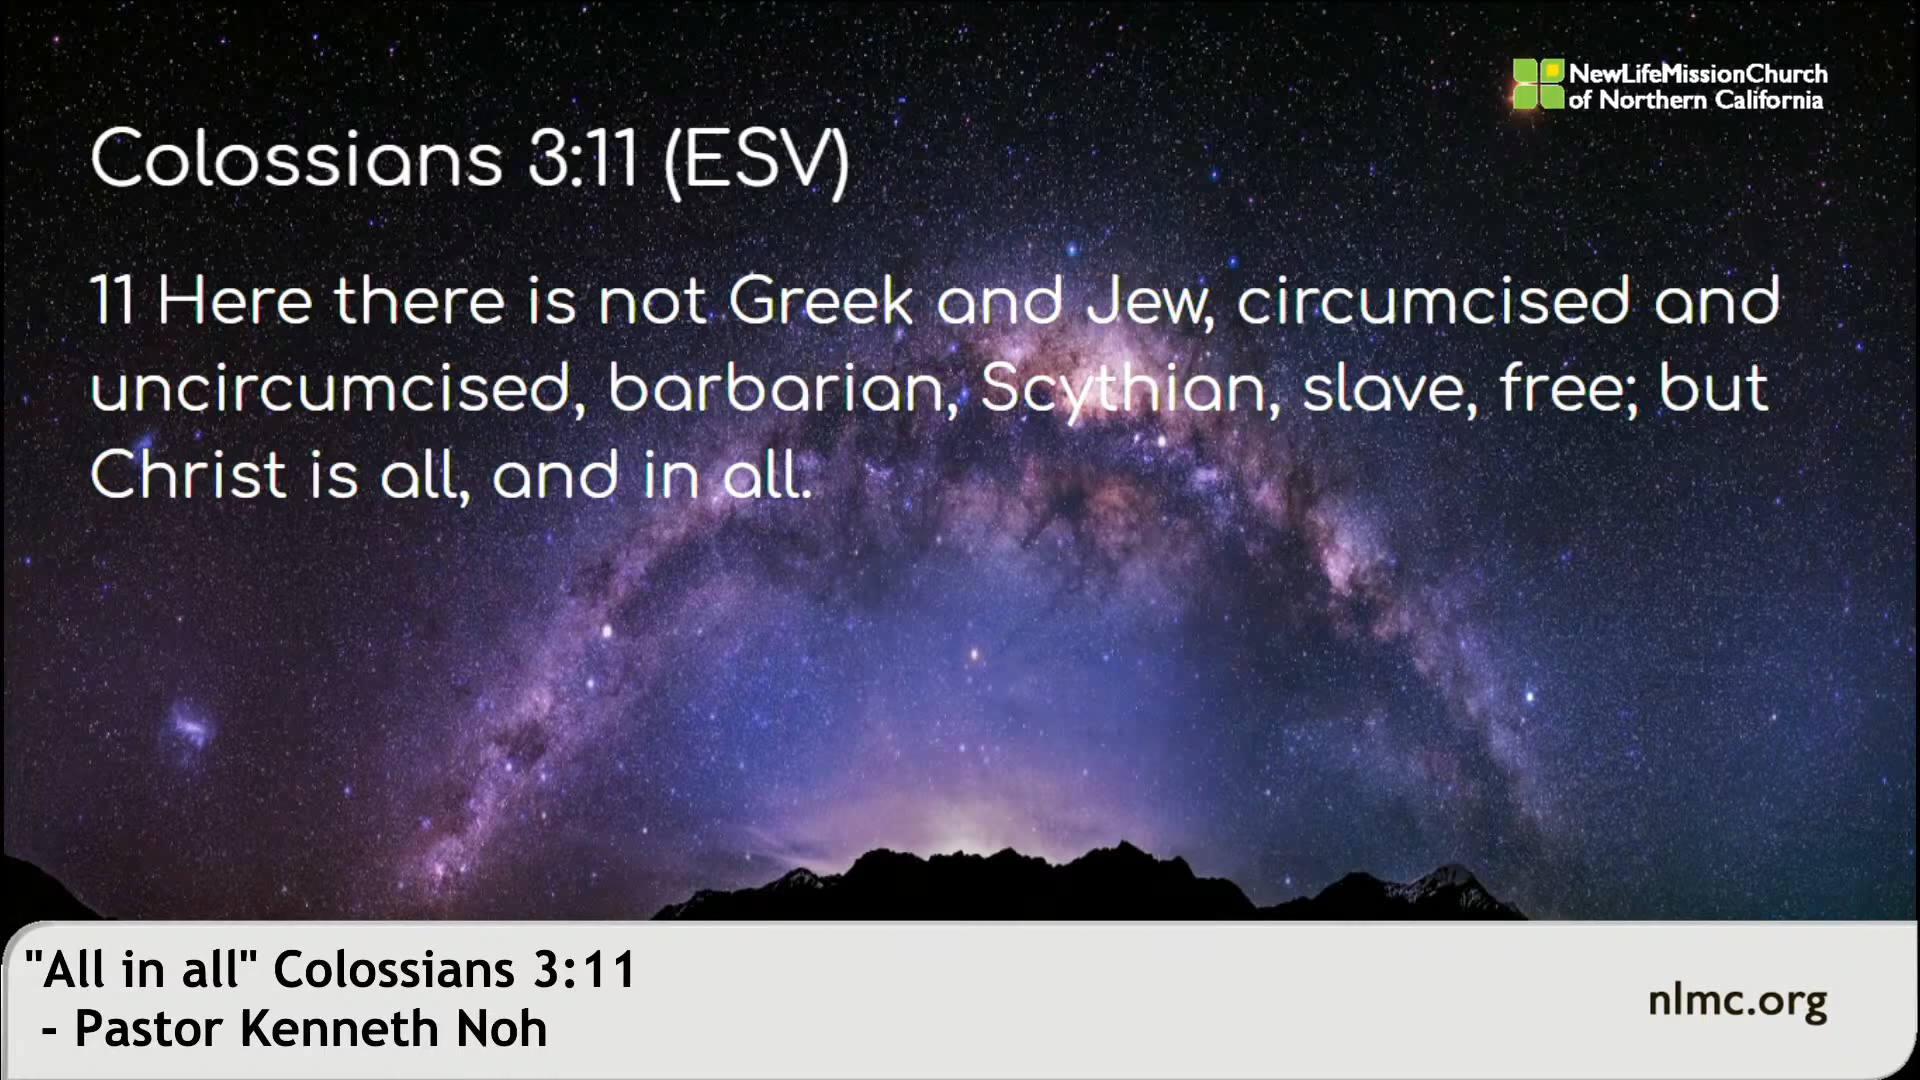 NewLifeMissionChurch
of Northern California
Colossians 3:11 (ESV)
11 Here there is not Greek and Jew, circumcised and
uncircumcised, barbarian, Scythian, slave, free; but
Christ is all, and in all.
"All in all" Colossians 3:11
- Pastor Kenneth Noh
nlmc.org